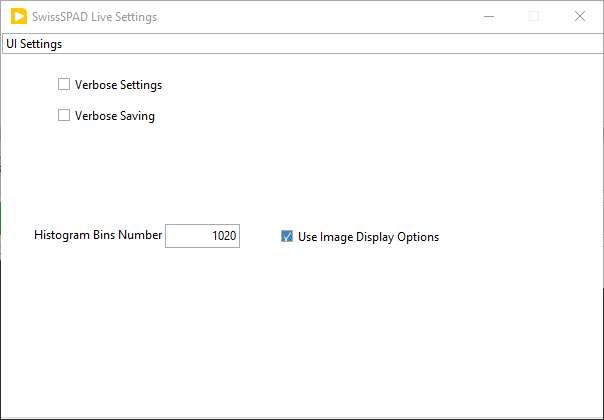 SwissSPAD Live Settings
UI Settings
Verbose Settings
Verbose Saving
Histogram Bins Number 1020 Use Image Display Options